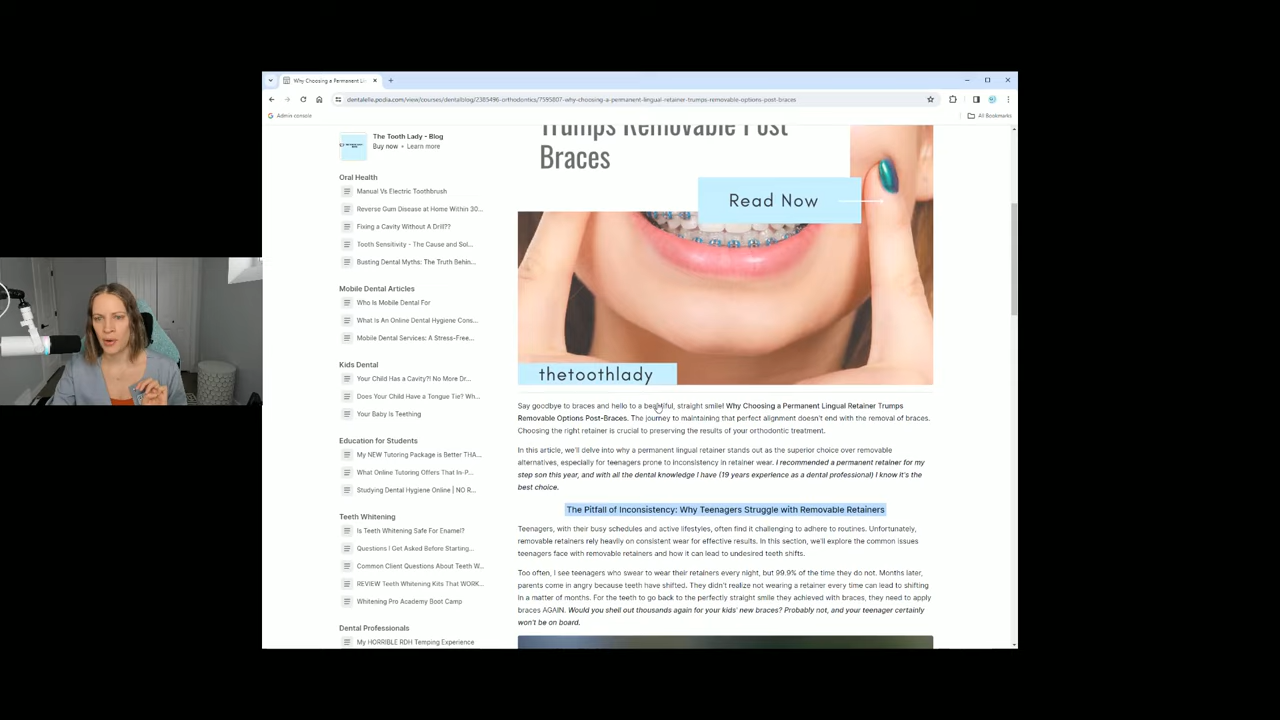 Why Choosing a Permanent Lin
dentalelle.podia.com/view/courses/dentalblog/2385496-orthodontics/7595807-why-choosing-a-permanent-lingual-retainer-trumps-removable-options-post-braces
Admin console
All Bookmarks
The Tooth Lady - Blog
Buy now • Learn more
Oral Health
Manual Vs Electric Toothbrush
Reverse Gum Disease at Home Within 30...
Fixing a Cavity Without A Drill??
Tooth Sensitivity - The Cause and Sol...
Busting Dental Myths: The Truth Behin...
Mobile Dental Articles
Who Is Mobile Dental For
What Is An Online Dental Hygiene Cons...
Mobile Dental Services: A Stress-Free...
Kids Dental
Your Child Has a Cavity?! No More Dr...
Does Your Child Have a Tongue Tie? Wh...
Your Baby Is Teething
Education for Students
My NEW Tutoring Package is Better THA...
What Online Tutoring Offers That In-P...
Studying Dental Hygiene Online | NO R...
Teeth Whitening
Is Teeth Whitening Safe For Enamel?
Questions I Get Asked Before Starting...
Common Client Questions About Teeth W...
REVIEW Teeth Whitening Kits That WORK...
Whitening Pro Academy Boot Camp
Dental Professionals
My HORRIBLE RDH Temping Experience
Trumps Removable Post
Braces
Read Now
thetoothlady
Say goodbye to braces and hello to a beautiful, straight smile! Why Choosing a Permanent Lingual Retainer Trumps
Removable Options Post-Braces. The journey to maintaining that perfect alignment doesn't end with the removal of braces.
Choosing the right retainer is crucial to preserving the results of your orthodontic treatment.
In this article, we'll delve into why a permanent lingual retainer stands out as the superior choice over removable
alternatives, especially for teenagers prone to inconsistency in retainer wear. I recommended a permanent retainer for my
step son this year, and with all the dental knowledge I have (19 years experience as a dental professional) I know it's the
best choice.
The Pitfall of Inconsistency: Why Teenagers Struggle with Removable Retainers
Teenagers, with their busy schedules and active lifestyles, often find it challenging to adhere to routines. Unfortunately,
removable retainers rely heavily on consistent wear for effective results. In this section, we'll explore the common issues
teenagers face with removable retainers and how it can lead to undesired teeth shifts.
Too often, I see teenagers who swear to wear their retainers every night, but 99.9% of the time they do not. Months later,
parents come in angry because teeth have shifted. They didn't realize not wearing a retainer every time can lead to shifting
in a matter of months. For the teeth to go back to the perfectly straight smile they achieved with braces, they need to apply
braces AGAIN. Would you shell out thousands again for your kids' new braces? Probably not, and your teenager certainly
won't be on board.